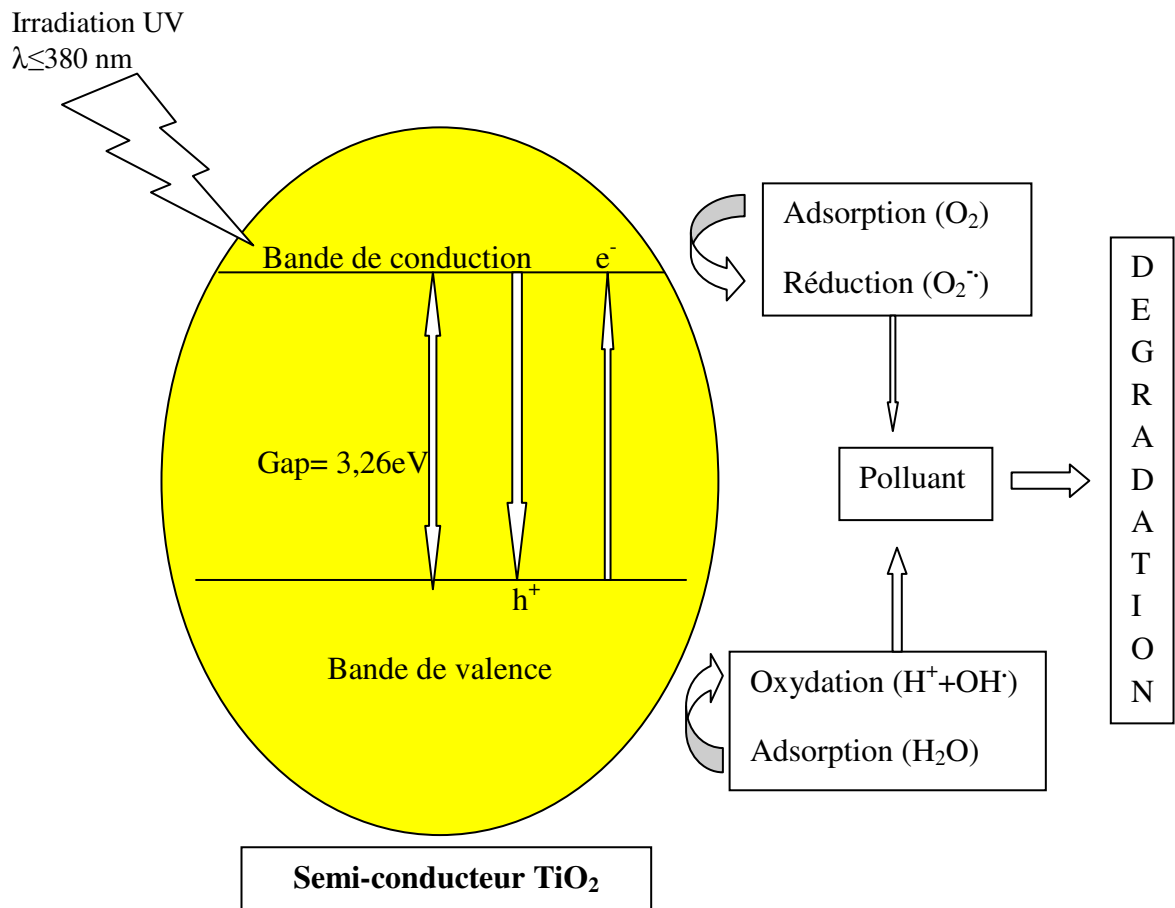 Irradiation UV
λ≤380 nm
Bande de conduction e⁻
Gap= 3,26eV
h⁺
Bande de valence
Semi-conducteur TiO₂
Adsorption (O₂)
Réduction (O₂⁻·)
Polluant
Oxydation (H⁺+OH·)
Adsorption (H₂O)
D
E
G
R
A
D
A
T
I
O
N